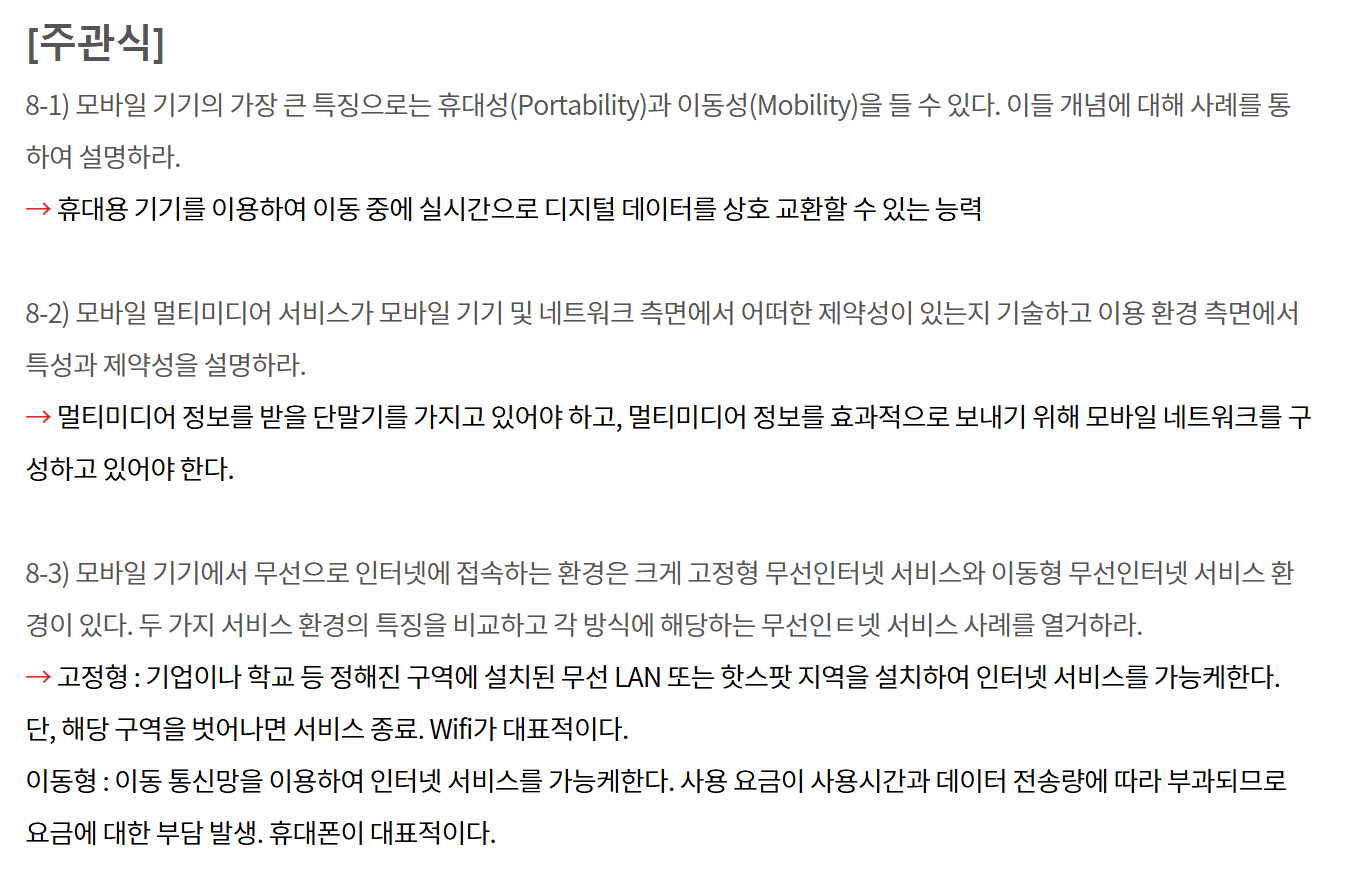 [주관식]
8-1) 모바일 기기의 가장 큰 특징으로는 휴대성(Portability)과 이동성(Mobility)을 들 수 있다. 이들 개념에 대해 사례를 통
하여 설명하라.
→ 휴대용 기기를 이용하여 이동 중에 실시간으로 디지털 데이터를 상호 교환할 수 있는 능력
8-2) 모바일 멀티미디어 서비스가 모바일 기기 및 네트워크 측면에서 어떠한 제약성이 있는지 기술하고 이용 환경 측면에서
특성과 제약성을 설명하라.
→ 멀티미디어 정보를 받을 단말기를 가지고 있어야 하고, 멀티미디어 정보를 효과적으로 보내기 위해 모바일 네트워크를 구
성하고 있어야 한다.
8-3) 모바일 기기에서 무선으로 인터넷에 접속하는 환경은 크게 고정형 무선인터넷 서비스와 이동형 무선인터넷 서비스 환
경이 있다. 두 가지 서비스 환경의 특징을 비교하고 각 방식에 해당하는 무선인ㅌ넷 서비스 사례를 열거하라.
→ 고정형 : 기업이나 학교 등 정해진 구역에 설치된 무선 LAN 또는 핫스팟 지역을 설치하여 인터넷 서비스를 가능케한다.
단, 해당 구역을 벗어나면 서비스 종료. Wifi가 대표적이다.
이동형 : 이동 통신망을 이용하여 인터넷 서비스를 가능케한다. 사용 요금이 사용시간과 데이터 전송량에 따라 부과되므로
요금에 대한 부담 발생. 휴대폰이 대표적이다.